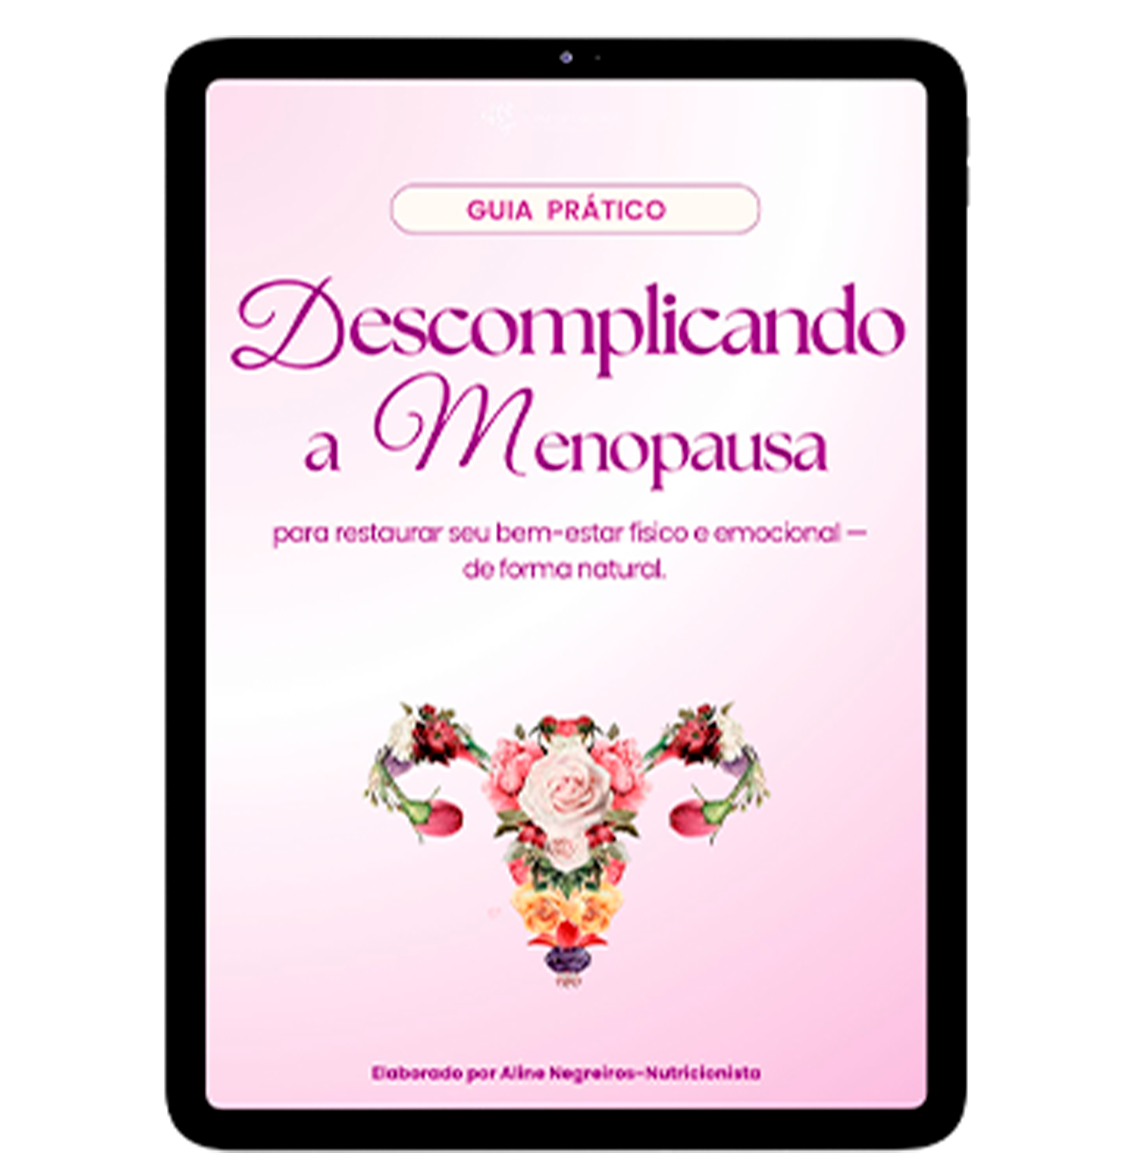 GUIA PRÁTICO
Descomplicando
a Menopausa
para restaurar seu bem-estar físico e emocional —
de forma natural.
Elaborado por Aline Negreiros-Nutricionista